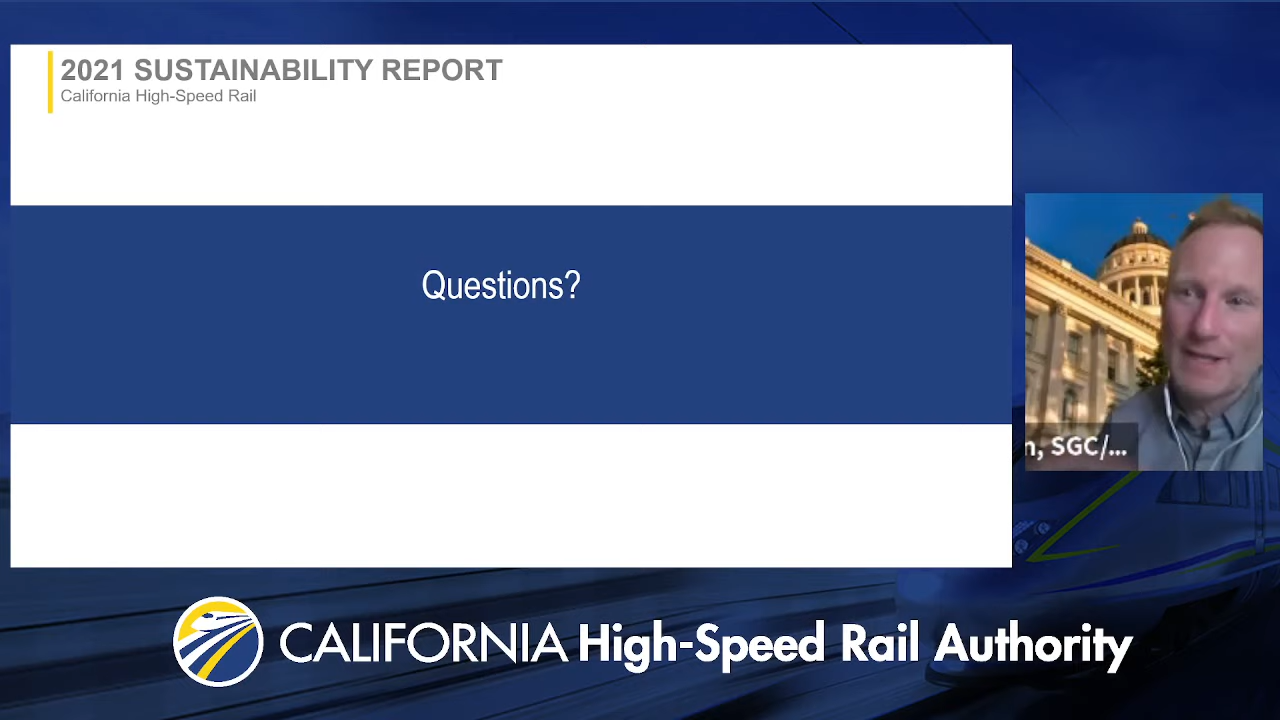 2021 SUSTAINABILITY REPORT
California High-Speed Rail
Questions?
n, SGC/...
CALIFORNIA High-Speed Rail Authority